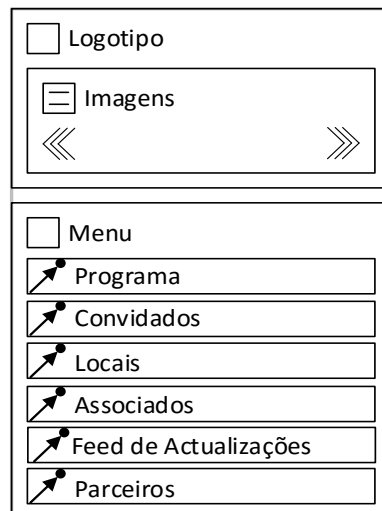 Logotipo
Imagens
Menu
Programa
Convidados
Locais
Associados
Feed de Actualizações
Parceiros